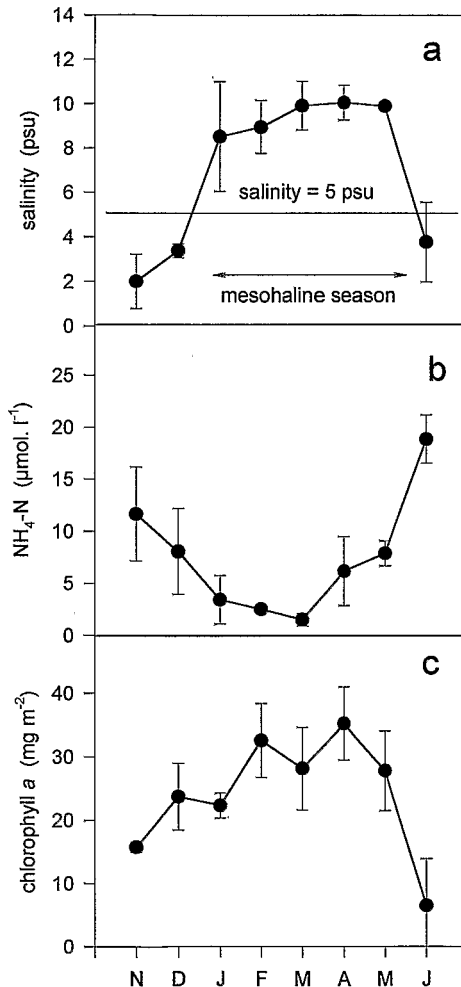 14
12
10
8
6
4
2
0
salinity (psu)
a
salinity = 5 psu
mesohaline season
25
20
15
10
5
0
NH₄-N (µmol. l⁻¹)
b
40
30
20
10
0
chlorophyll a (mg m⁻²)
c
N D J F M A M J